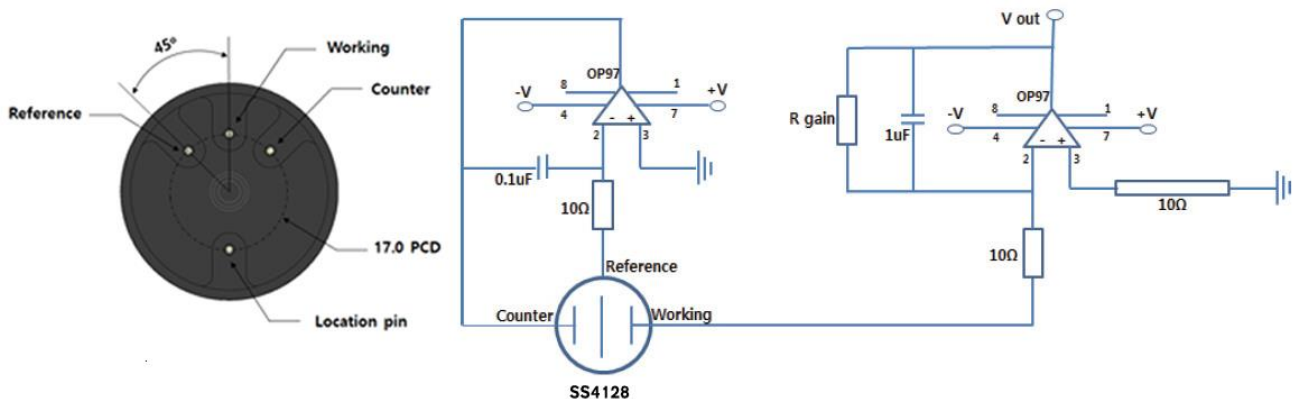 45°
Working
Counter
Reference
17.0 PCD
Location pin
OP97
8
1
-V
+V
4
7
-
+
2
3
0.1uF
10Ω
Reference
Counter
Working
SS4128
V out
R gain
1uF
OP97
8
1
-V
+V
4
7
-
+
2
3
10Ω
10Ω